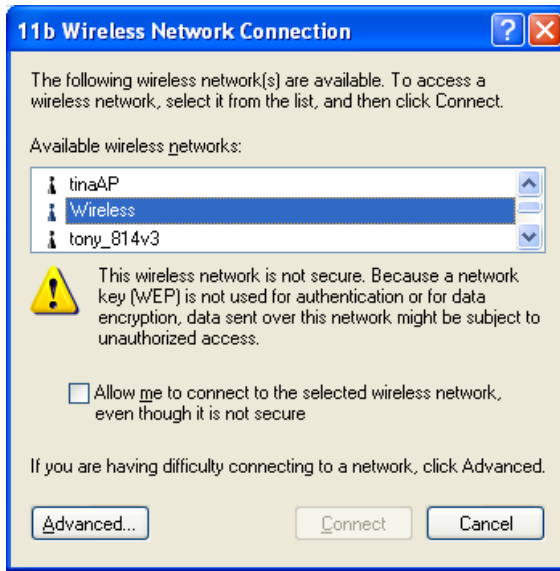 11b Wireless Network Connection
The following wireless network(s) are available. To access a
wireless network, select it from the list, and then click Connect.
Available wireless networks:
tinaAP
Wireless
tony_814v3
This wireless network is not secure. Because a network
key (WEP) is not used for authentication or for data
encryption, data sent over this network might be subject to
unauthorized access.
Allow me to connect to the selected wireless network,
even though it is not secure
If you are having difficulty connecting to a network, click Advanced.
Advanced... Connect Cancel